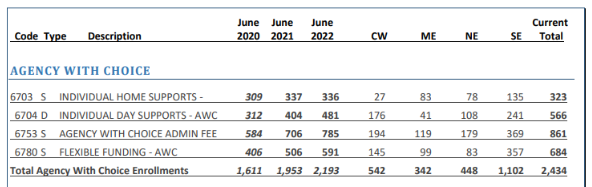 June June June Current
Code Type Description 2020 2021 2022 CW ME NE SE Total
AGENCY WITH CHOICE
6703 S INDIVIDUAL HOME SUPPORTS - 309 337 336 27 83 78 135 323
6704 D INDIVIDUAL DAY SUPPORTS - AWC 312 404 481 176 41 108 241 566
6753 S AGENCY WITH CHOICE ADMIN FEE 584 706 785 194 119 179 369 861
6780 S FLEXIBLE FUNDING - AWC 406 506 591 145 99 83 357 684
Total Agency With Choice Enrollments 1,611 1,953 2,193 542 342 448 1,102 2,434